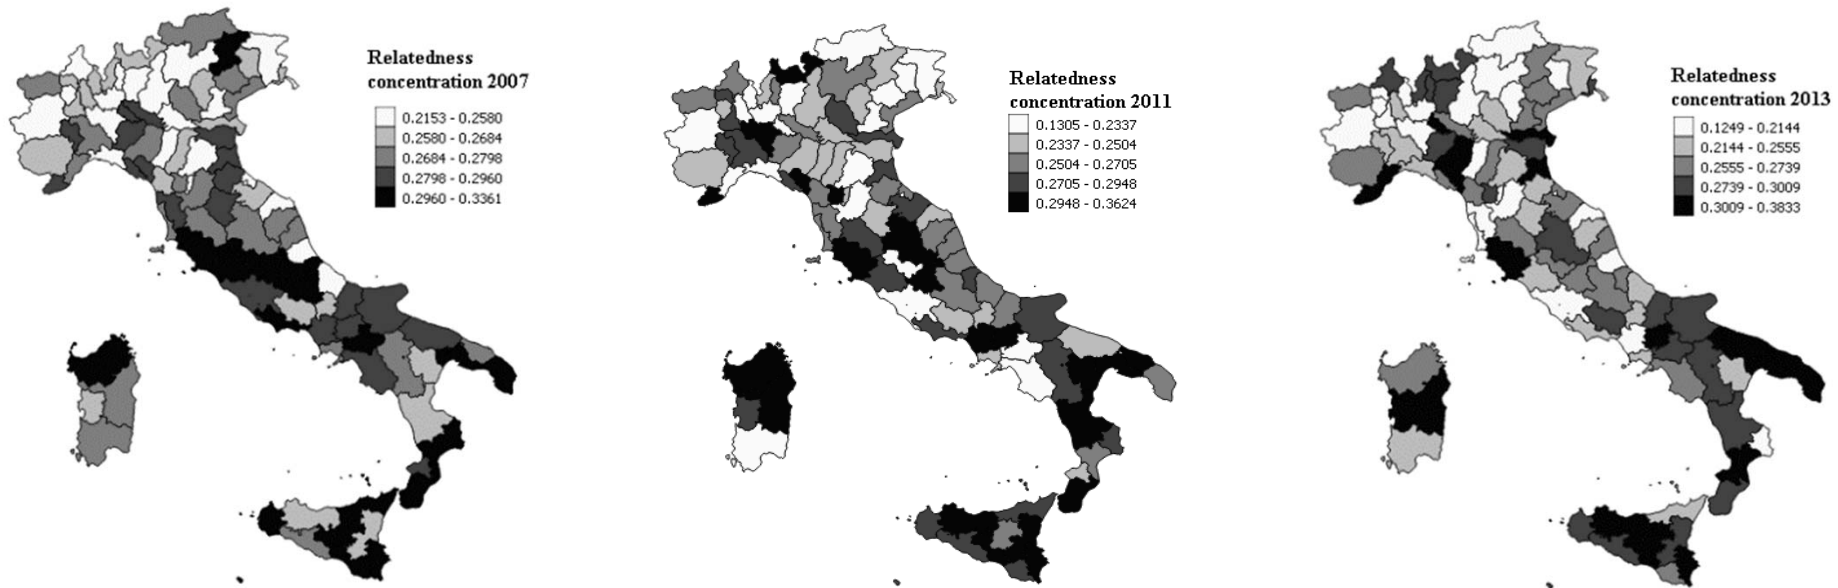 Relatedness
concentration 2007
0.2153 - 0.2580
0.2580 - 0.2684
0.2684 - 0.2798
0.2798 - 0.2960
0.2960 - 0.3361
Relatedness
concentration 2011
0.1305 - 0.2337
0.2337 - 0.2504
0.2504 - 0.2705
0.2705 - 0.2948
0.2948 - 0.3624
Relatedness
concentration 2013
0.1249 - 0.2144
0.2144 - 0.2555
0.2555 - 0.2739
0.2739 - 0.3009
0.3009 - 0.3833